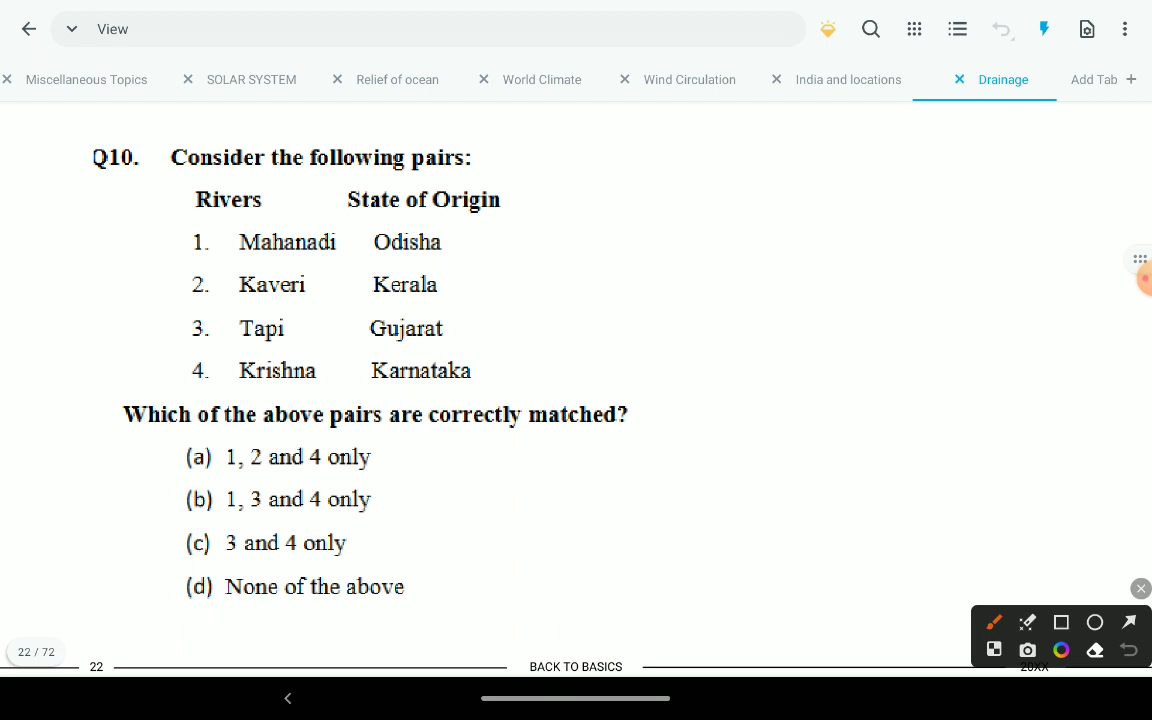 View
Miscellaneous Topics SOLAR SYSTEM Relief of ocean World Climate Wind Circulation India and locations Drainage Add Tab
Q10. Consider the following pairs:
Rivers State of Origin
1. Mahanadi Odisha
2. Kaveri Kerala
3. Tapi Gujarat
4. Krishna Karnataka
Which of the above pairs are correctly matched?
(a) 1, 2 and 4 only
(b) 1, 3 and 4 only
(c) 3 and 4 only
(d) None of the above
22 / 72
22 BACK TO BASICS 20XX